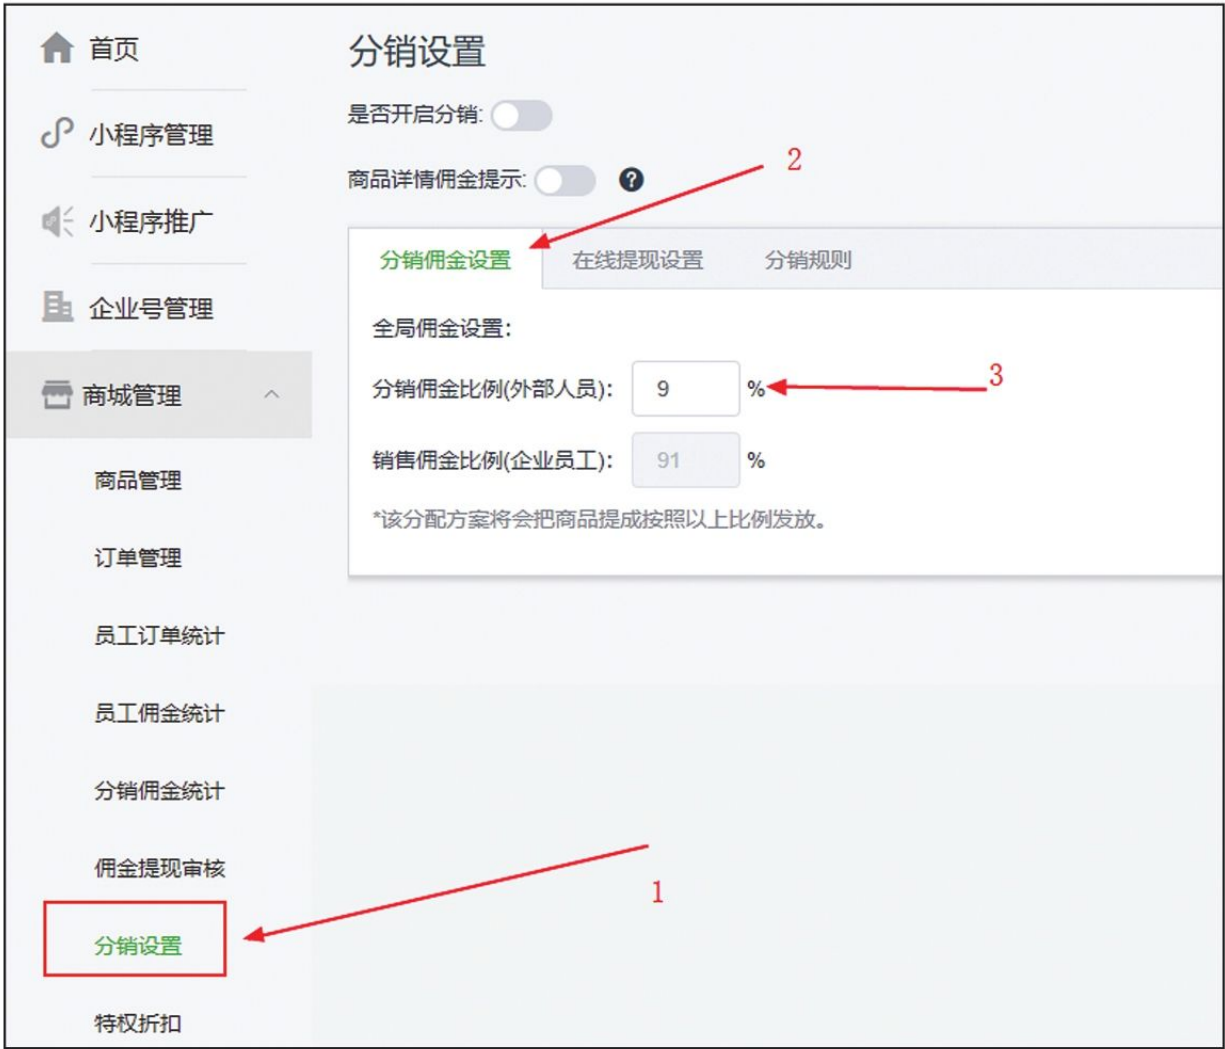 首页
小程序管理
小程序推广
企业号管理
商城管理
商品管理
订单管理
员工订单统计
员工佣金统计
分销佣金统计
佣金提现审核
分销设置
特权折扣
分销设置
是否开启分销:
商品详情佣金提示: ?
2
分销佣金设置 在线提现设置 分销规则
全局佣金设置：
分销佣金比例(外部人员)： 9 %
3
销售佣金比例(企业员工)： 91 %
*该分配方案将会把商品提成按照以上比例发放。
1